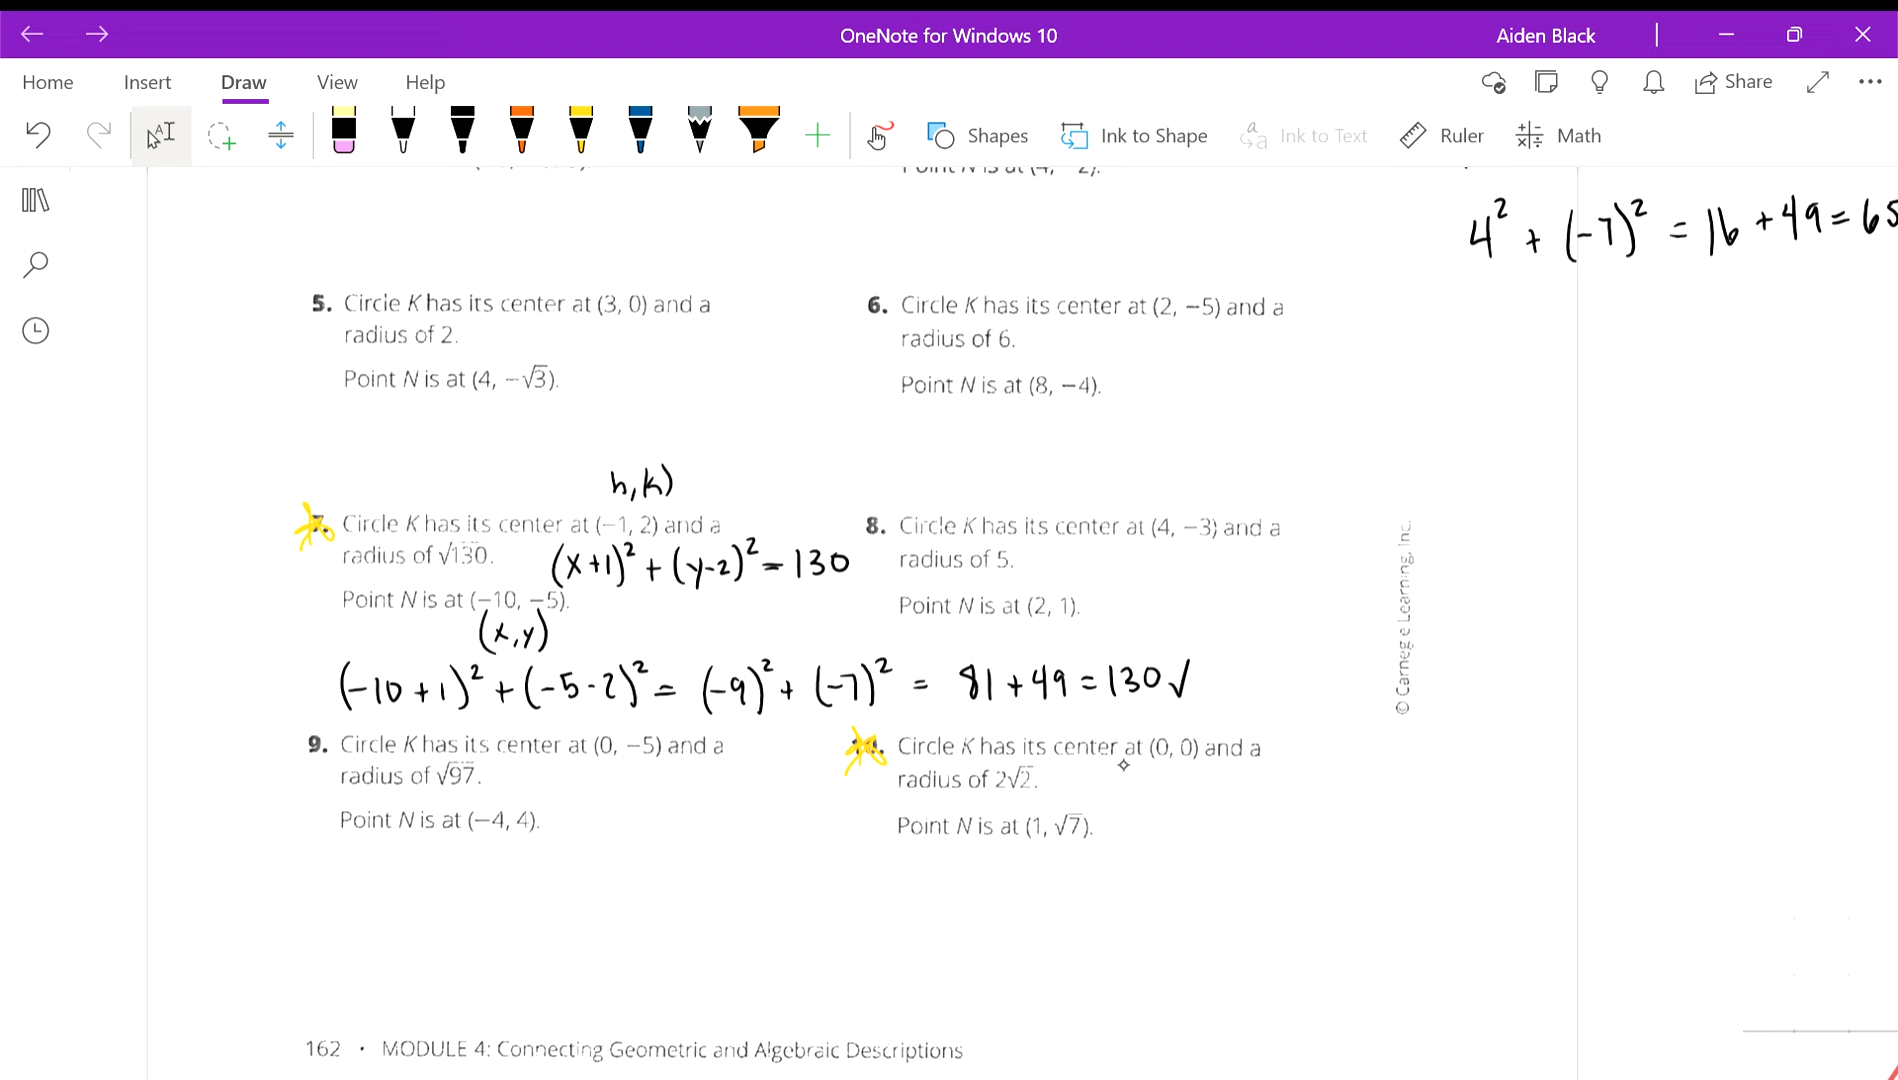 OneNote for Windows 10
Aiden Black
Home Insert Draw View Help
Share
Shapes Ink to Shape Ink to Text Ruler Math
Point N is at (4, −2).
4² + (-7)² = 16 + 49 = 65
5. Circle K has its center at (3, 0) and a
radius of 2.
Point N is at (4, −√3).
6. Circle K has its center at (2, −5) and a
radius of 6.
Point N is at (8, −4).
h, k)
7. Circle K has its center at (−1, 2) and a
radius of √130.
(x+1)² + (y-2)² = 130
Point N is at (−10, −5).
(x, y)
(-10+1)² + (-5-2)² = (-9)² + (-7)² = 81 + 49 = 130 √
8. Circle K has its center at (4, −3) and a
radius of 5.
Point N is at (2, 1).
9. Circle K has its center at (0, −5) and a
radius of √97.
Point N is at (−4, 4).
Circle K has its center at (0, 0) and a
radius of 2√2.
Point N is at (1, √7).
© Carnegie Learning, Inc.
162 • MODULE 4: Connecting Geometric and Algebraic Descriptions